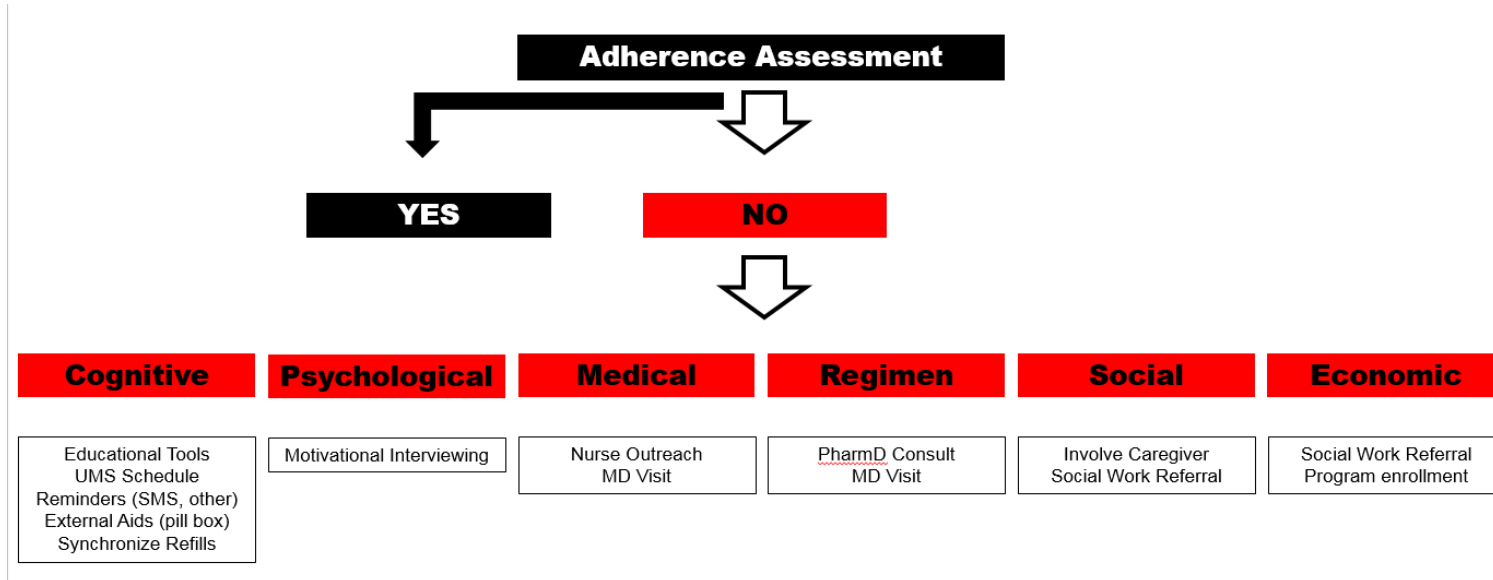 Adherence Assessment
YES
NO
Cognitive
Psychological
Medical
Regimen
Social
Economic
Educational Tools
UMS Schedule
Reminders (SMS, other)
External Aids (pill box)
Synchronize Refills
Motivational Interviewing
Nurse Outreach
MD Visit
PharmD Consult
MD Visit
Involve Caregiver
Social Work Referral
Social Work Referral
Program enrollment